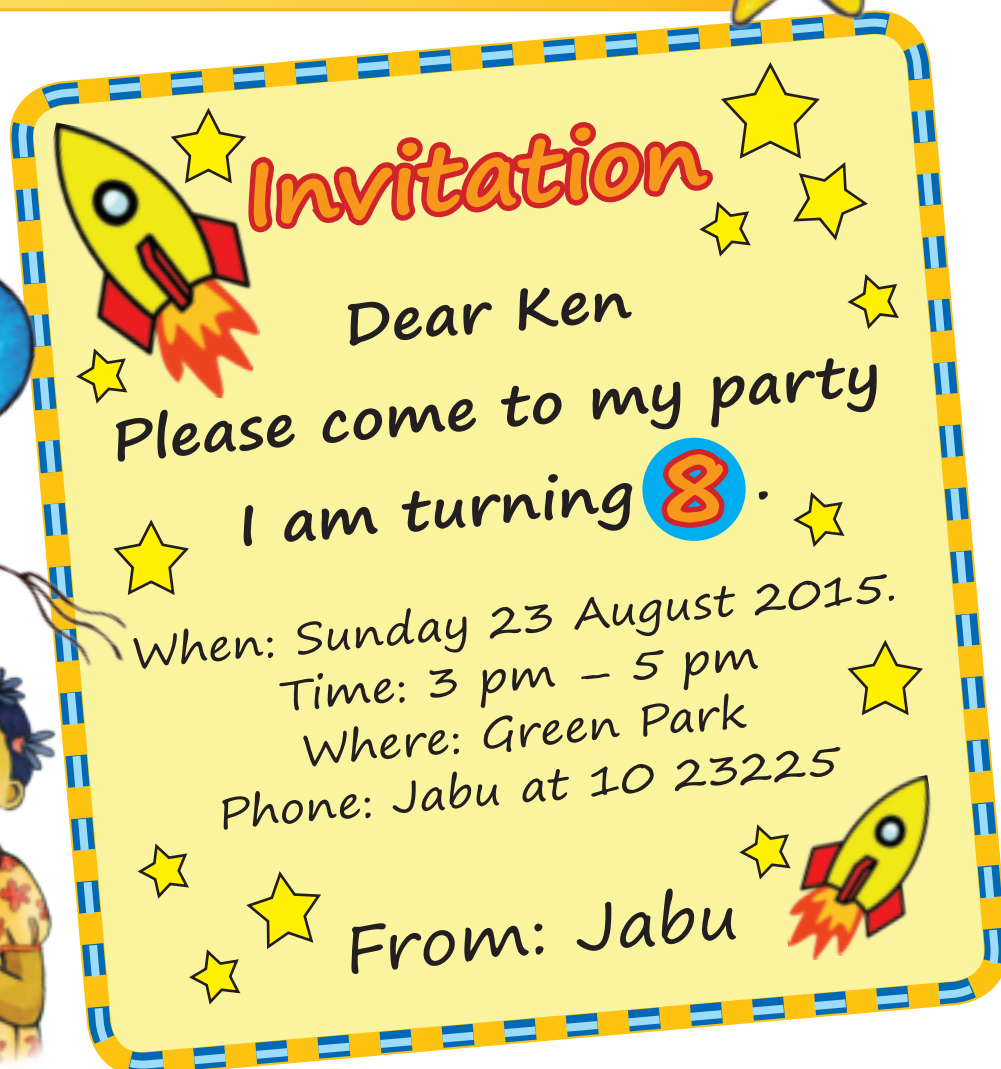 Invitation
Dear Ken
Please come to my party
I am turning 8.
When: Sunday 23 August 2015.
Time: 3 pm – 5 pm
Where: Green Park
Phone: Jabu at 10 23225
From: Jabu